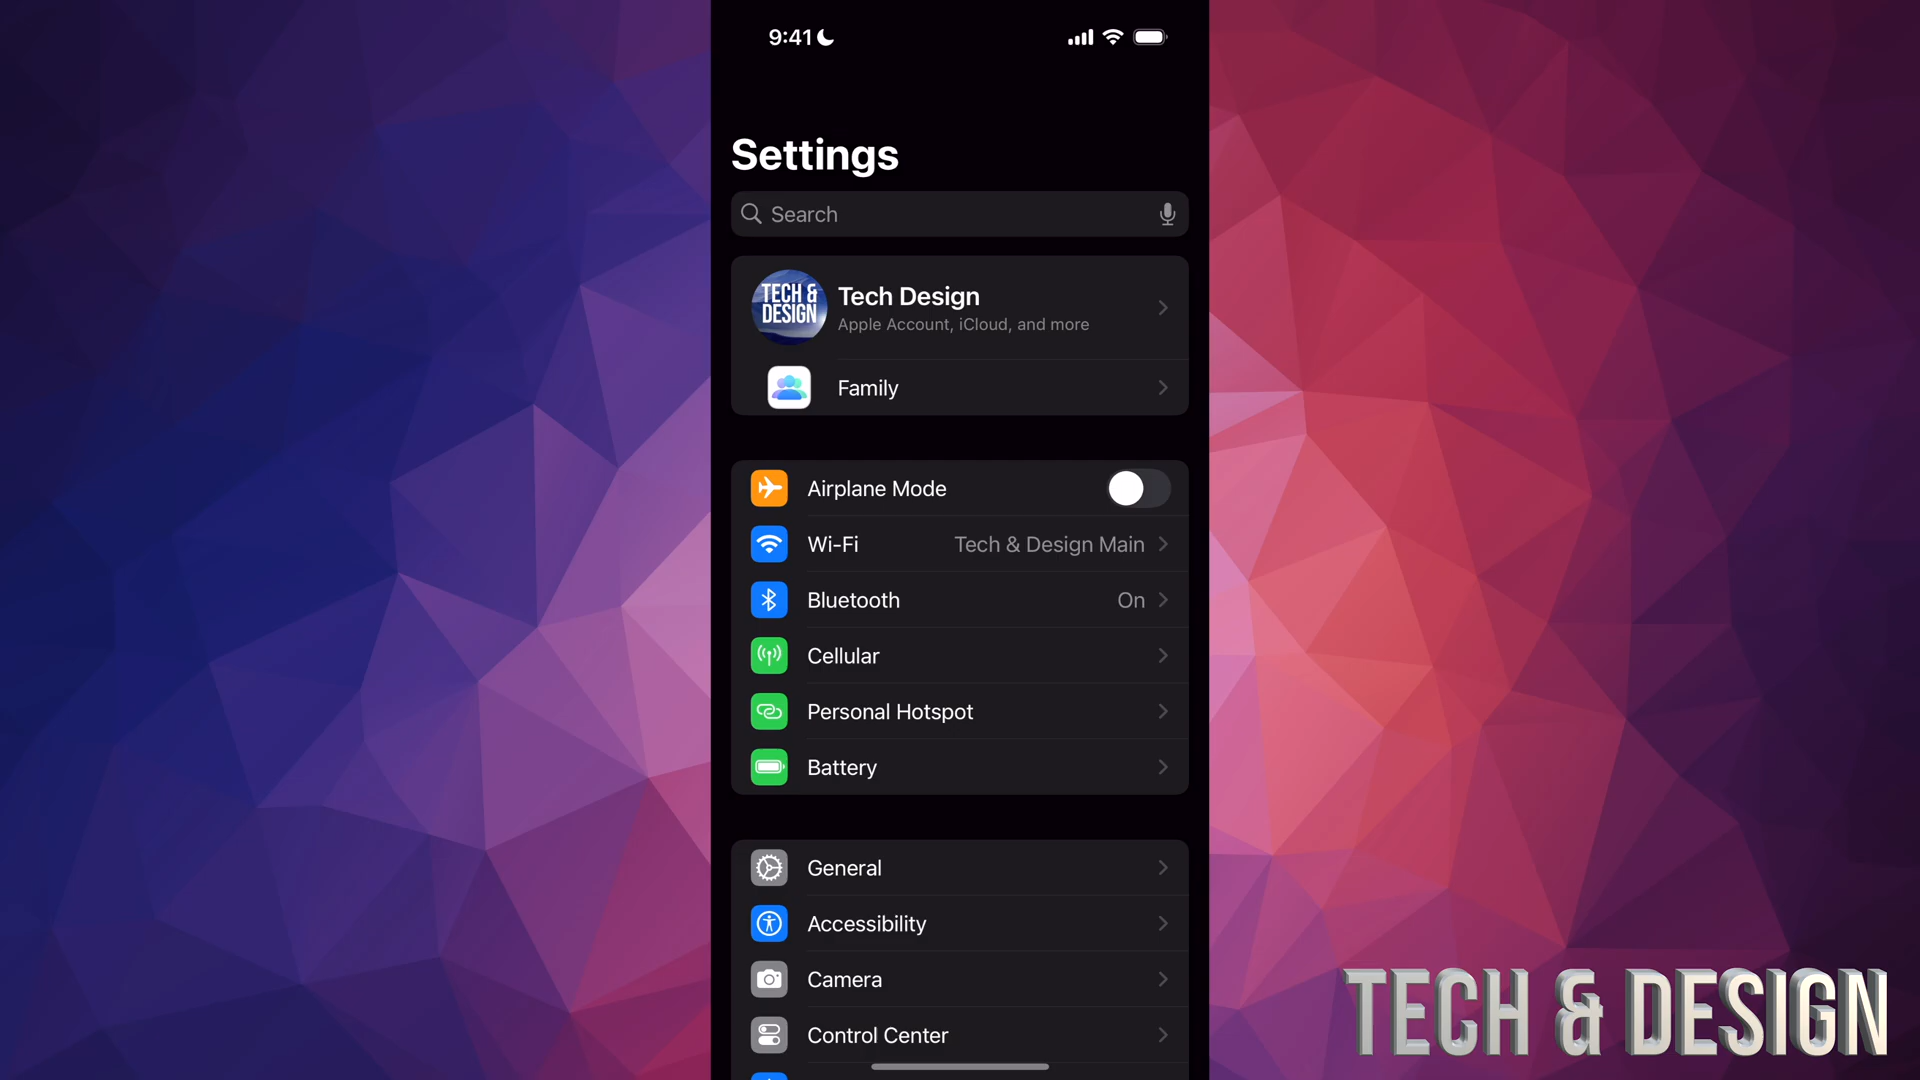 9:41
Settings
Search
TECH &
DESIGN
Tech Design
Apple Account, iCloud, and more
Family
Airplane Mode
Wi-Fi Tech & Design Main
Bluetooth On
Cellular
Personal Hotspot
Battery
General
Accessibility
Camera
Control Center
TECH & DESIGN